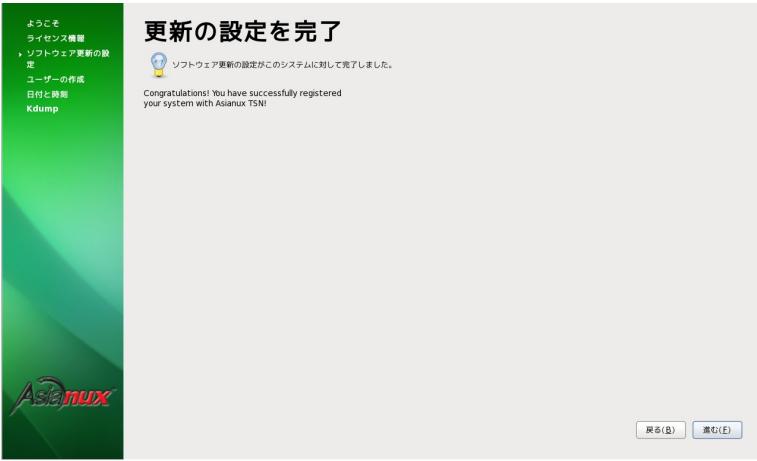 ようこそ
ライセンス情報
ソフトウェア更新の設
定
ユーザーの作成
日付と時刻
Kdump
更新の設定を完了
ソフトウェア更新の設定がこのシステムに対して完了しました。
Congratulations! You have successfully registered
your system with Asianux TSN!
Asianux
戻る(B)
進む(F)